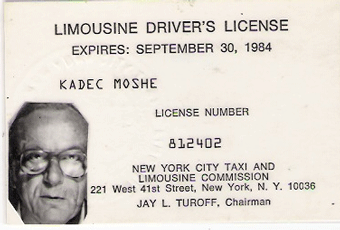 LIMOUSINE DRIVER'S LICENSE
EXPIRES: SEPTEMBER 30, 1984
KADEC MOSHE
LICENSE NUMBER
812402
NEW YORK CITY TAXI AND
LIMOUSINE COMMISSION
221 West 41st Street, New York, N. Y. 10036
JAY L. TUROFF, Chairman